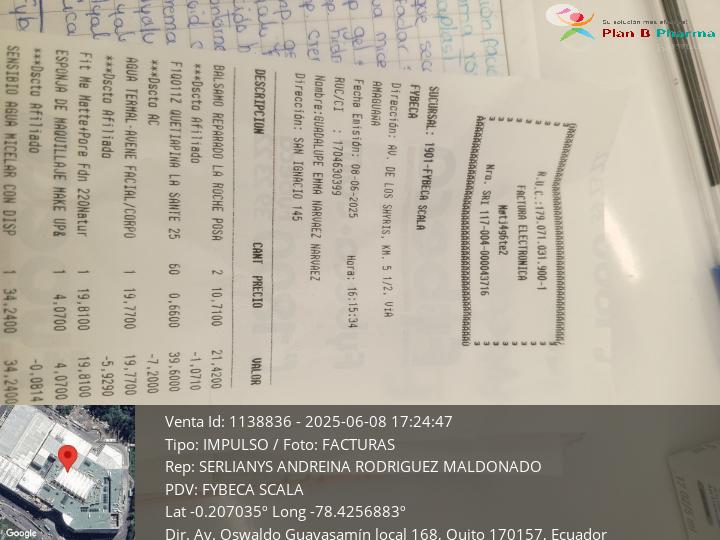 R.U.C.:179.071.031.900-1
FACTURA ELECTRONICA
Nro. SRI 117-004-000043716
SUCURSAL: 1901-FYBECA SCALA
FYBECA
Dirección: AV. DE LOS SHYRIS, KM. 5 1/2, VIA
AMAGUAÑA
Fecha Emisión: 08-06-2025 Hora: 16:15:34
RUC/CI : 1704630399
Nombre:GUADALUPE EMMA NARVAEZ NARVAEZ
Dirección: SAN IGNACIO 145
DESCRIPCION CANT PRECIO VALOR
BALSAMO REPARADO LA ROCHE POSA 2 10,7100 21,4200
***Dscto Afiliado -1,0710
F1Q011Z QUETIAPINA LA SANTE 25 60 0,6600 39,6000
***Dscto AC -7,2000
AGUA TERMAL-AVENE FACIAL/CORPO 1 19,7700 19,7700
***Dscto Afiliado -5,9290
Fit Me Matte+Pore Fdn 220Natur 1 19,8100 19,8100
ESPONJA DE MAQUILLAJE MAKE UP& 1 4,0700 4,0700
***Dscto Afiliado -0,0814
SENSIBIO AGUA MICELAR CON DISP 1 34,2400 34,2400
Su solución más efectiva
Plan B Pharma
Venta Id: 1138836 - 2025-06-08 17:24:47
Tipo: IMPULSO / Foto: FACTURAS
Rep: SERLIANYS ANDREINA RODRIGUEZ MALDONADO
PDV: FYBECA SCALA
Lat -0.207035° Long -78.4256883°
Dir. Av. Oswaldo Guayasamín local 168, Quito 170157, Ecuador
Google